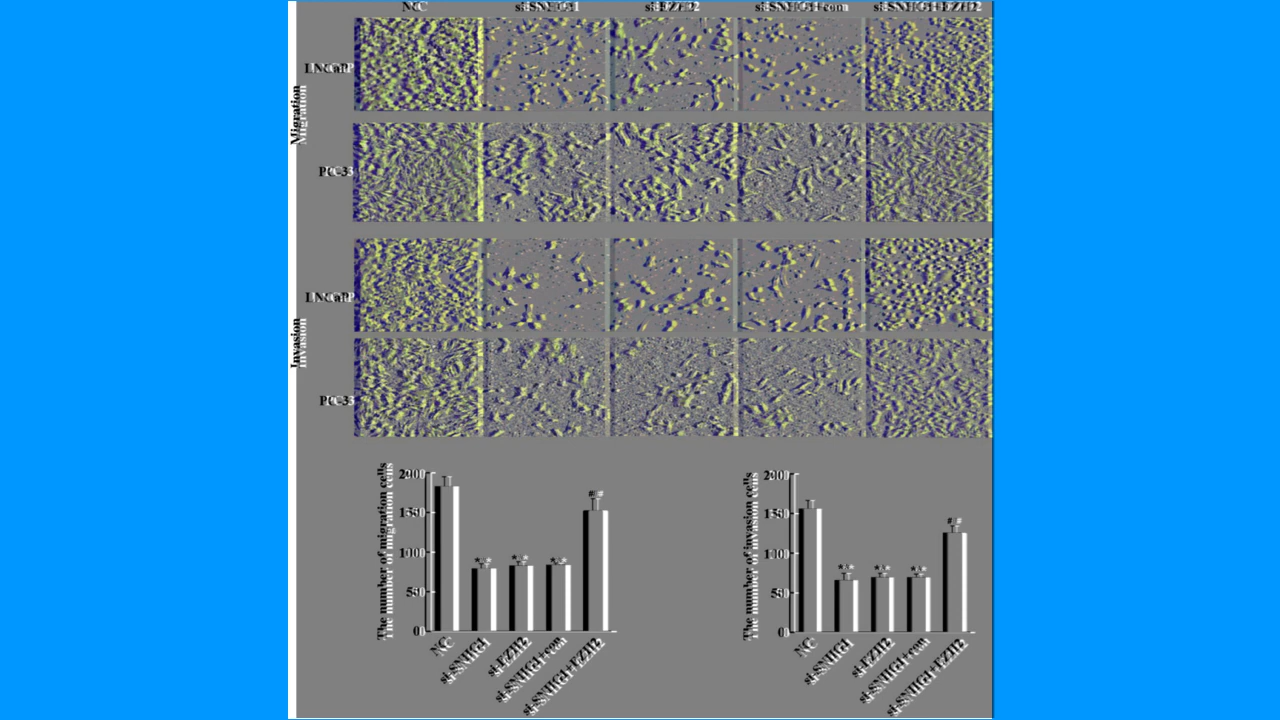 NC si-SNHG1 si-EZH2 si-SNHG1+con si-SNHG1+EZH2
LNCaP
Migration
PC-3
LNCaP
Invasion
PC-3
The number of migration cells
200
150
100
50
0
** ** ** ##
NC si-SNHG1 si-EZH2 si-SNHG1+con si-SNHG1+EZH2
The number of invasion cells
200
150
100
50
0
** ** ** ##
NC si-SNHG1 si-EZH2 si-SNHG1+con si-SNHG1+EZH2